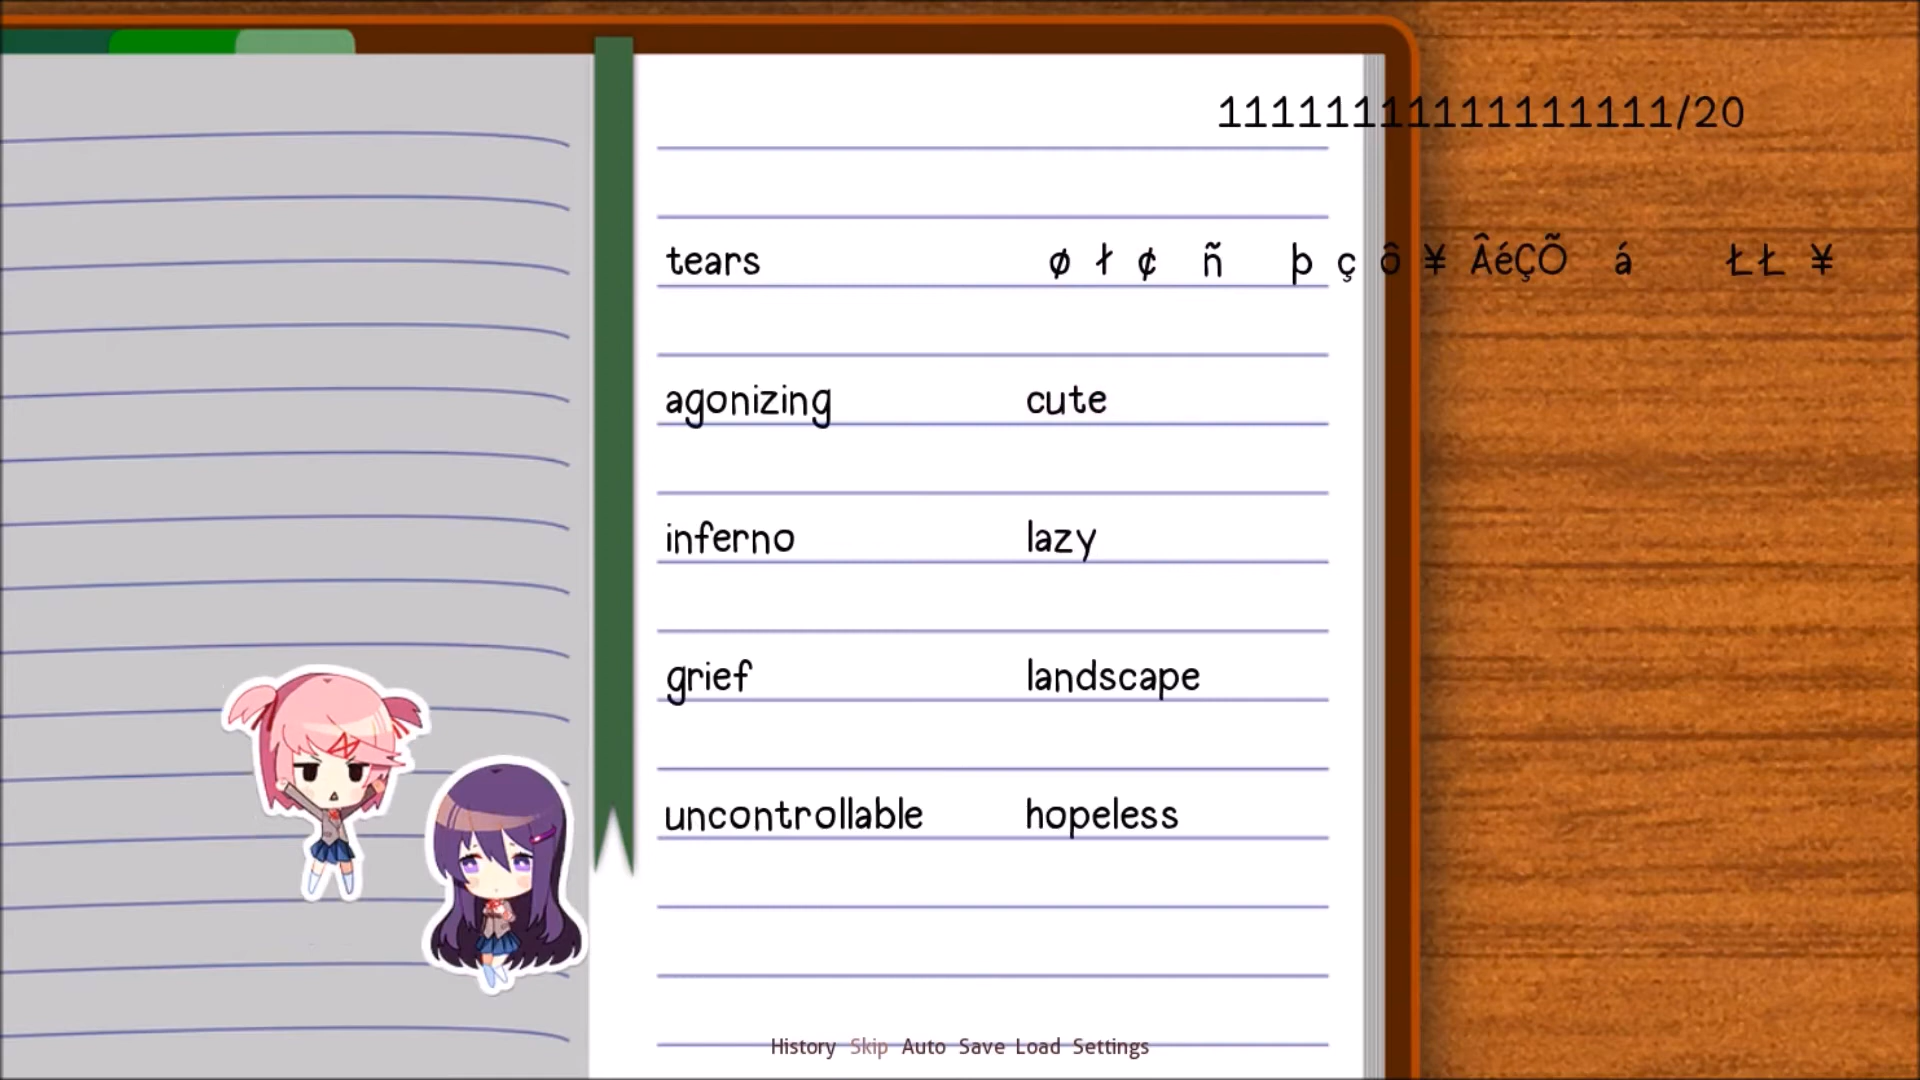 11111111111111111/20
tears ø ł ¢ ñ þ ç ô ¥ ÂéÇÕ á ŁŁ ¥
agonizing cute
inferno lazy
grief landscape
uncontrollable hopeless
History Skip Auto Save Load Settings